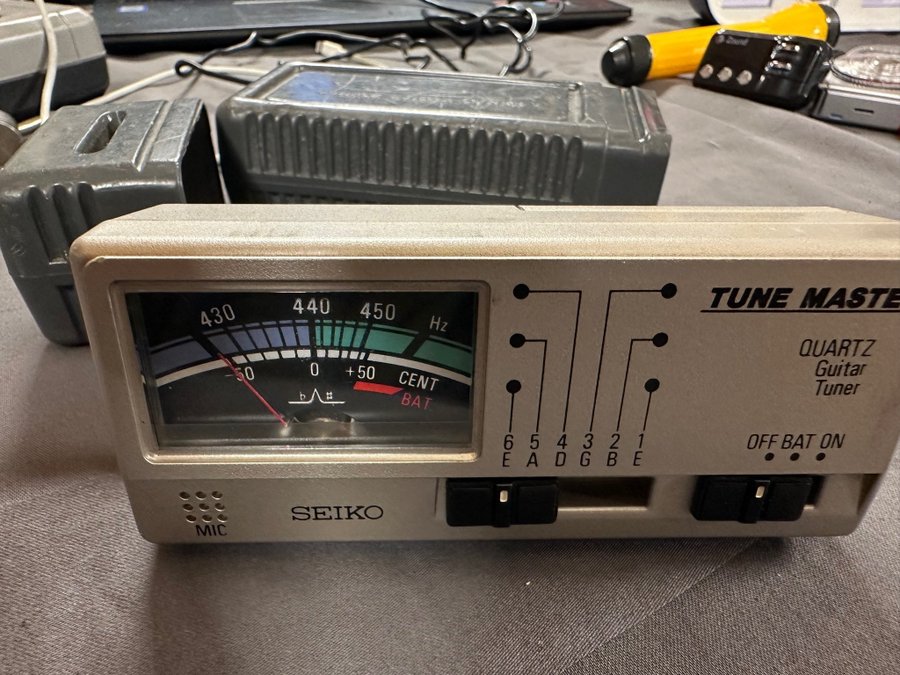 430 440 450 Hz
-50 0 +50 CENT
♭ ♯ BAT
TUNE MASTE
QUARTZ
Guitar
Tuner
6 5 4 3 2 1
E A D G B E
OFF BAT ON
MIC
SEIKO